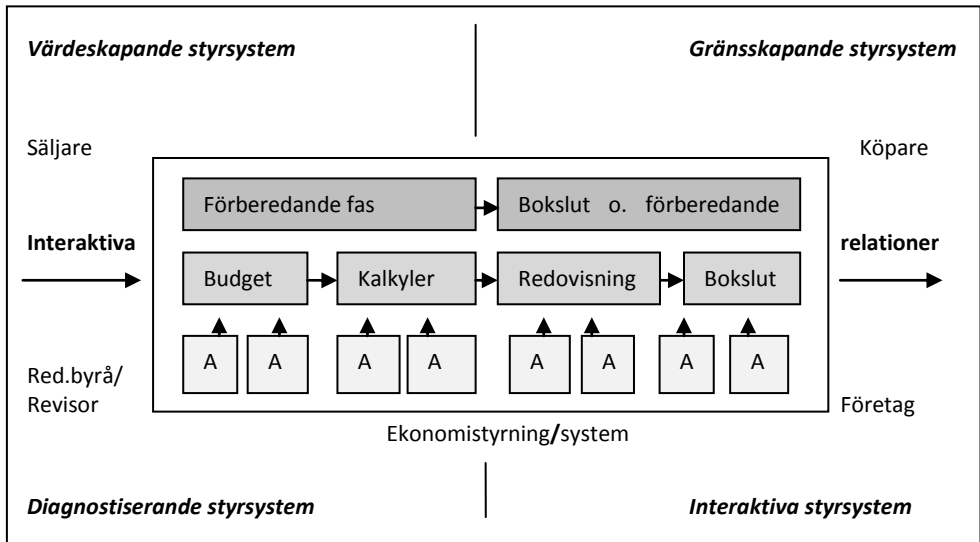 Värdeskapande styrsystem
Gränsskapande styrsystem
Säljare
Köpare
Förberedande fas
Bokslut o. förberedande
Interaktiva
relationer
Budget
Kalkyler
Redovisning
Bokslut
A
A
A
A
A
A
A
A
Red.byrå/
Revisor
Företag
Ekonomistyrning/system
Diagnostiserande styrsystem
Interaktiva styrsystem